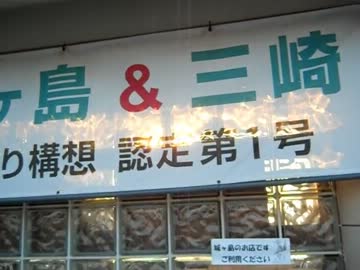 ヶ島 & 三崎
り構想 認定第1号
城ヶ島のお店です
ご利用ください